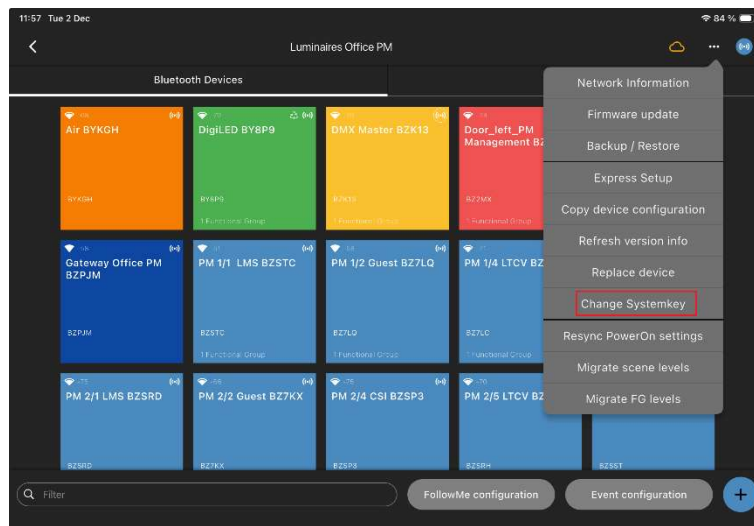 11:57 Tue 2 Dec
84 %
Luminaires Office PM
Bluetooth Devices
Air BYKGH
BYKGH
DigiLED BY8P9
BY8P9
1 Functional Group
DMX Master BZK13
BZK13
1 Functional Group
Door_left_PM
Management BZ
BZ2MX
1 Functional Group
Gateway Office PM
BZPJM
BZPJM
PM 1/1 LMS BZSTC
BZSTC
1 Functional Group
PM 1/2 Guest BZ7LQ
BZ7LQ
1 Functional Group
PM 1/4 LTCV BZ
BZ7LC
1 Functional Group
PM 2/1 LMS BZSRD
BZSRD
PM 2/2 Guest BZ7KX
BZ7KX
PM 2/4 CSI BZSP3
-75
BZSP3
PM 2/5 LTCV BZ
-70
BZSRH
BZSST
Network Information
Firmware update
Backup / Restore
Express Setup
Copy device configuration
Refresh version info
Replace device
Change Systemkey
Resync PowerOn settings
Migrate scene levels
Migrate FG levels
Filter
FollowMe configuration
Event configuration